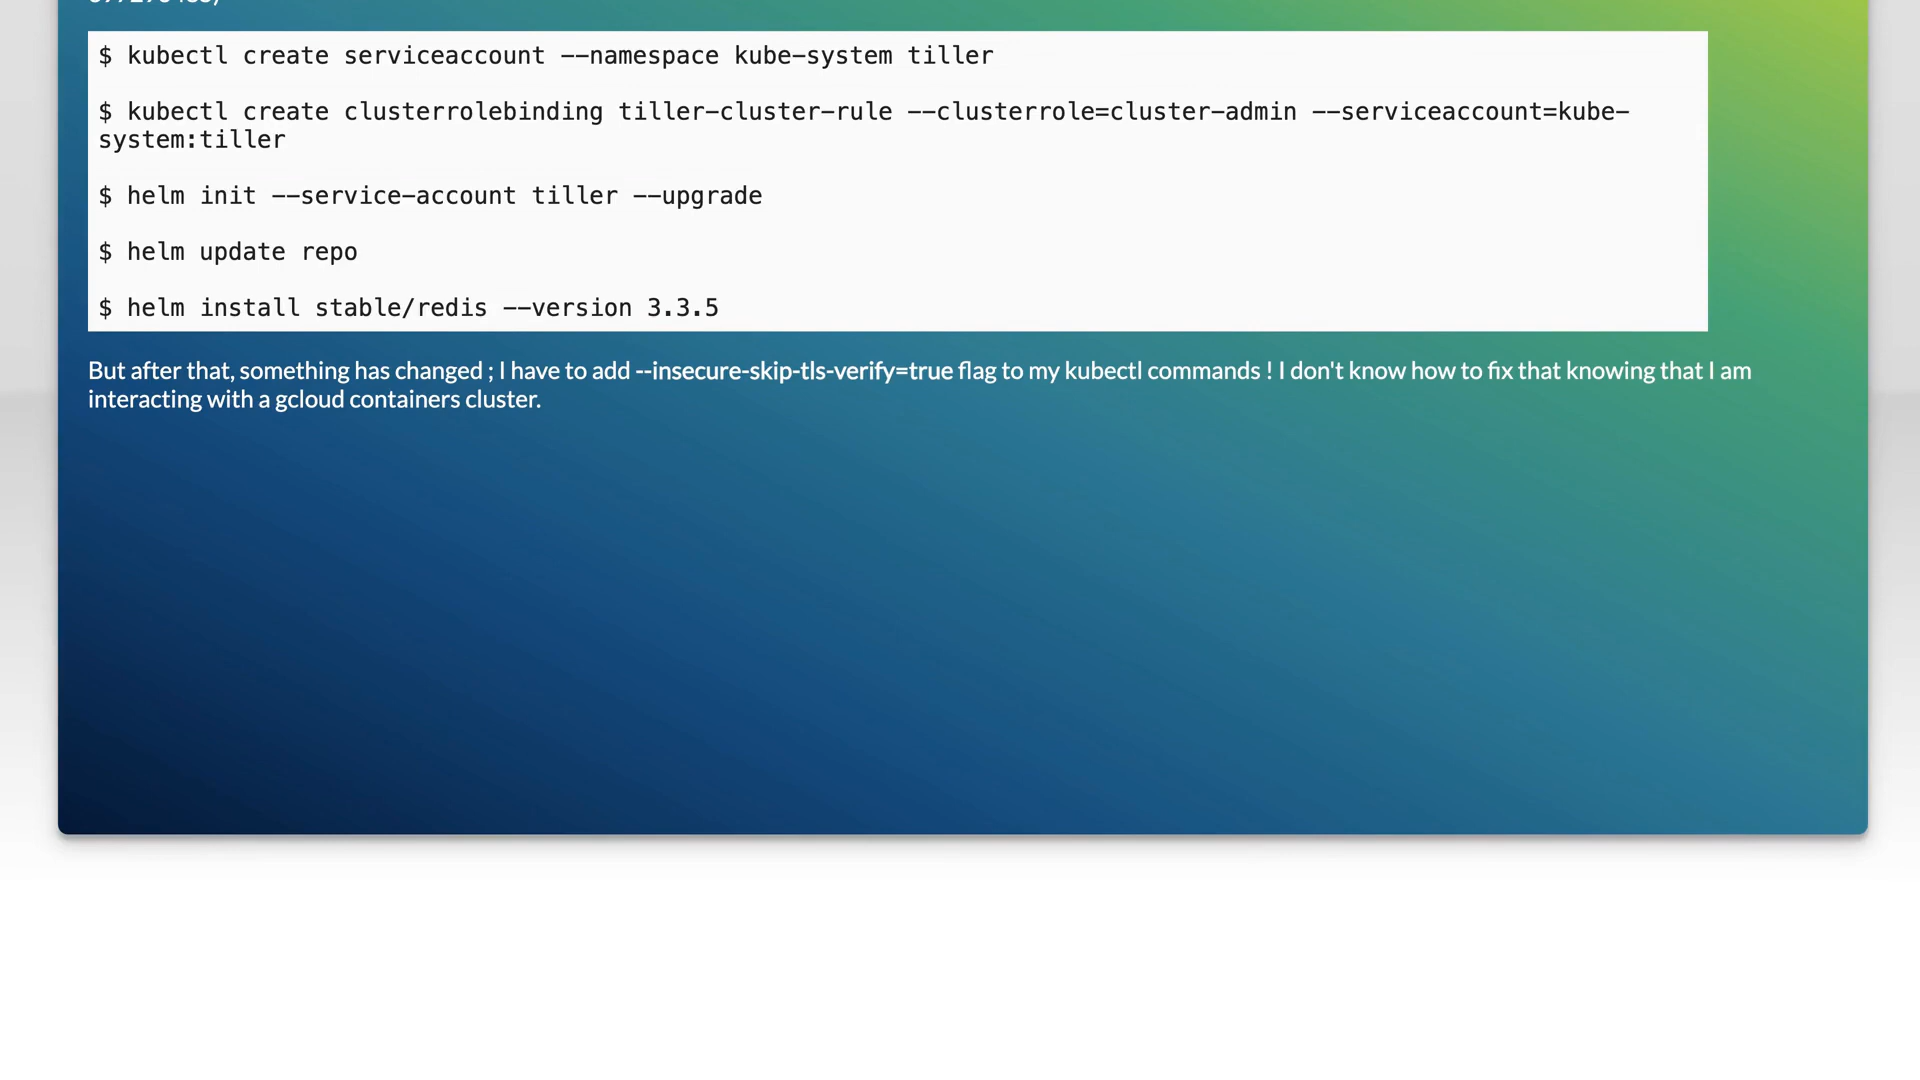 $ kubectl create serviceaccount --namespace kube-system tiller
$ kubectl create clusterrolebinding tiller-cluster-rule --clusterrole=cluster-admin --serviceaccount=kube-
system:tiller
$ helm init --service-account tiller --upgrade
$ helm update repo
$ helm install stable/redis --version 3.3.5
But after that, something has changed ; I have to add --insecure-skip-tls-verify=true flag to my kubectl commands ! I don't know how to fix that knowing that I am
interacting with a gcloud containers cluster.